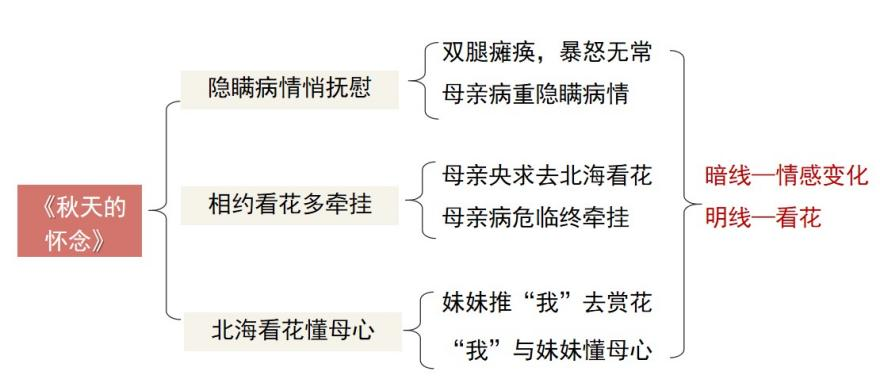 《秋天的
怀念》
隐瞒病情悄抚慰
双腿瘫痪，暴怒无常
母亲病重隐瞒病情
相约看花多牵挂
母亲央求去北海看花
母亲病危临终牵挂
北海看花懂母心
妹妹推“我”去赏花
“我”与妹妹懂母心
暗线—情感变化
明线—看花